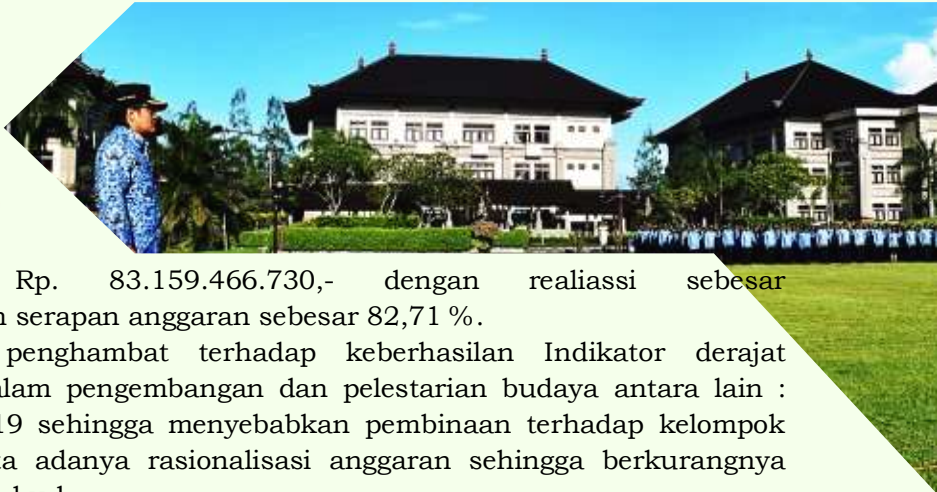 Rp. 83.159.466.730,- dengan realiassi sebesar
serapan anggaran sebesar 82,71 %.
penghambat terhadap keberhasilan Indikator derajat
pengembangan dan pelestarian budaya antara lain :
19 sehingga menyebabkan pembinaan terhadap kelompok
adanya rasionalisasi anggaran sehingga berkurangnya